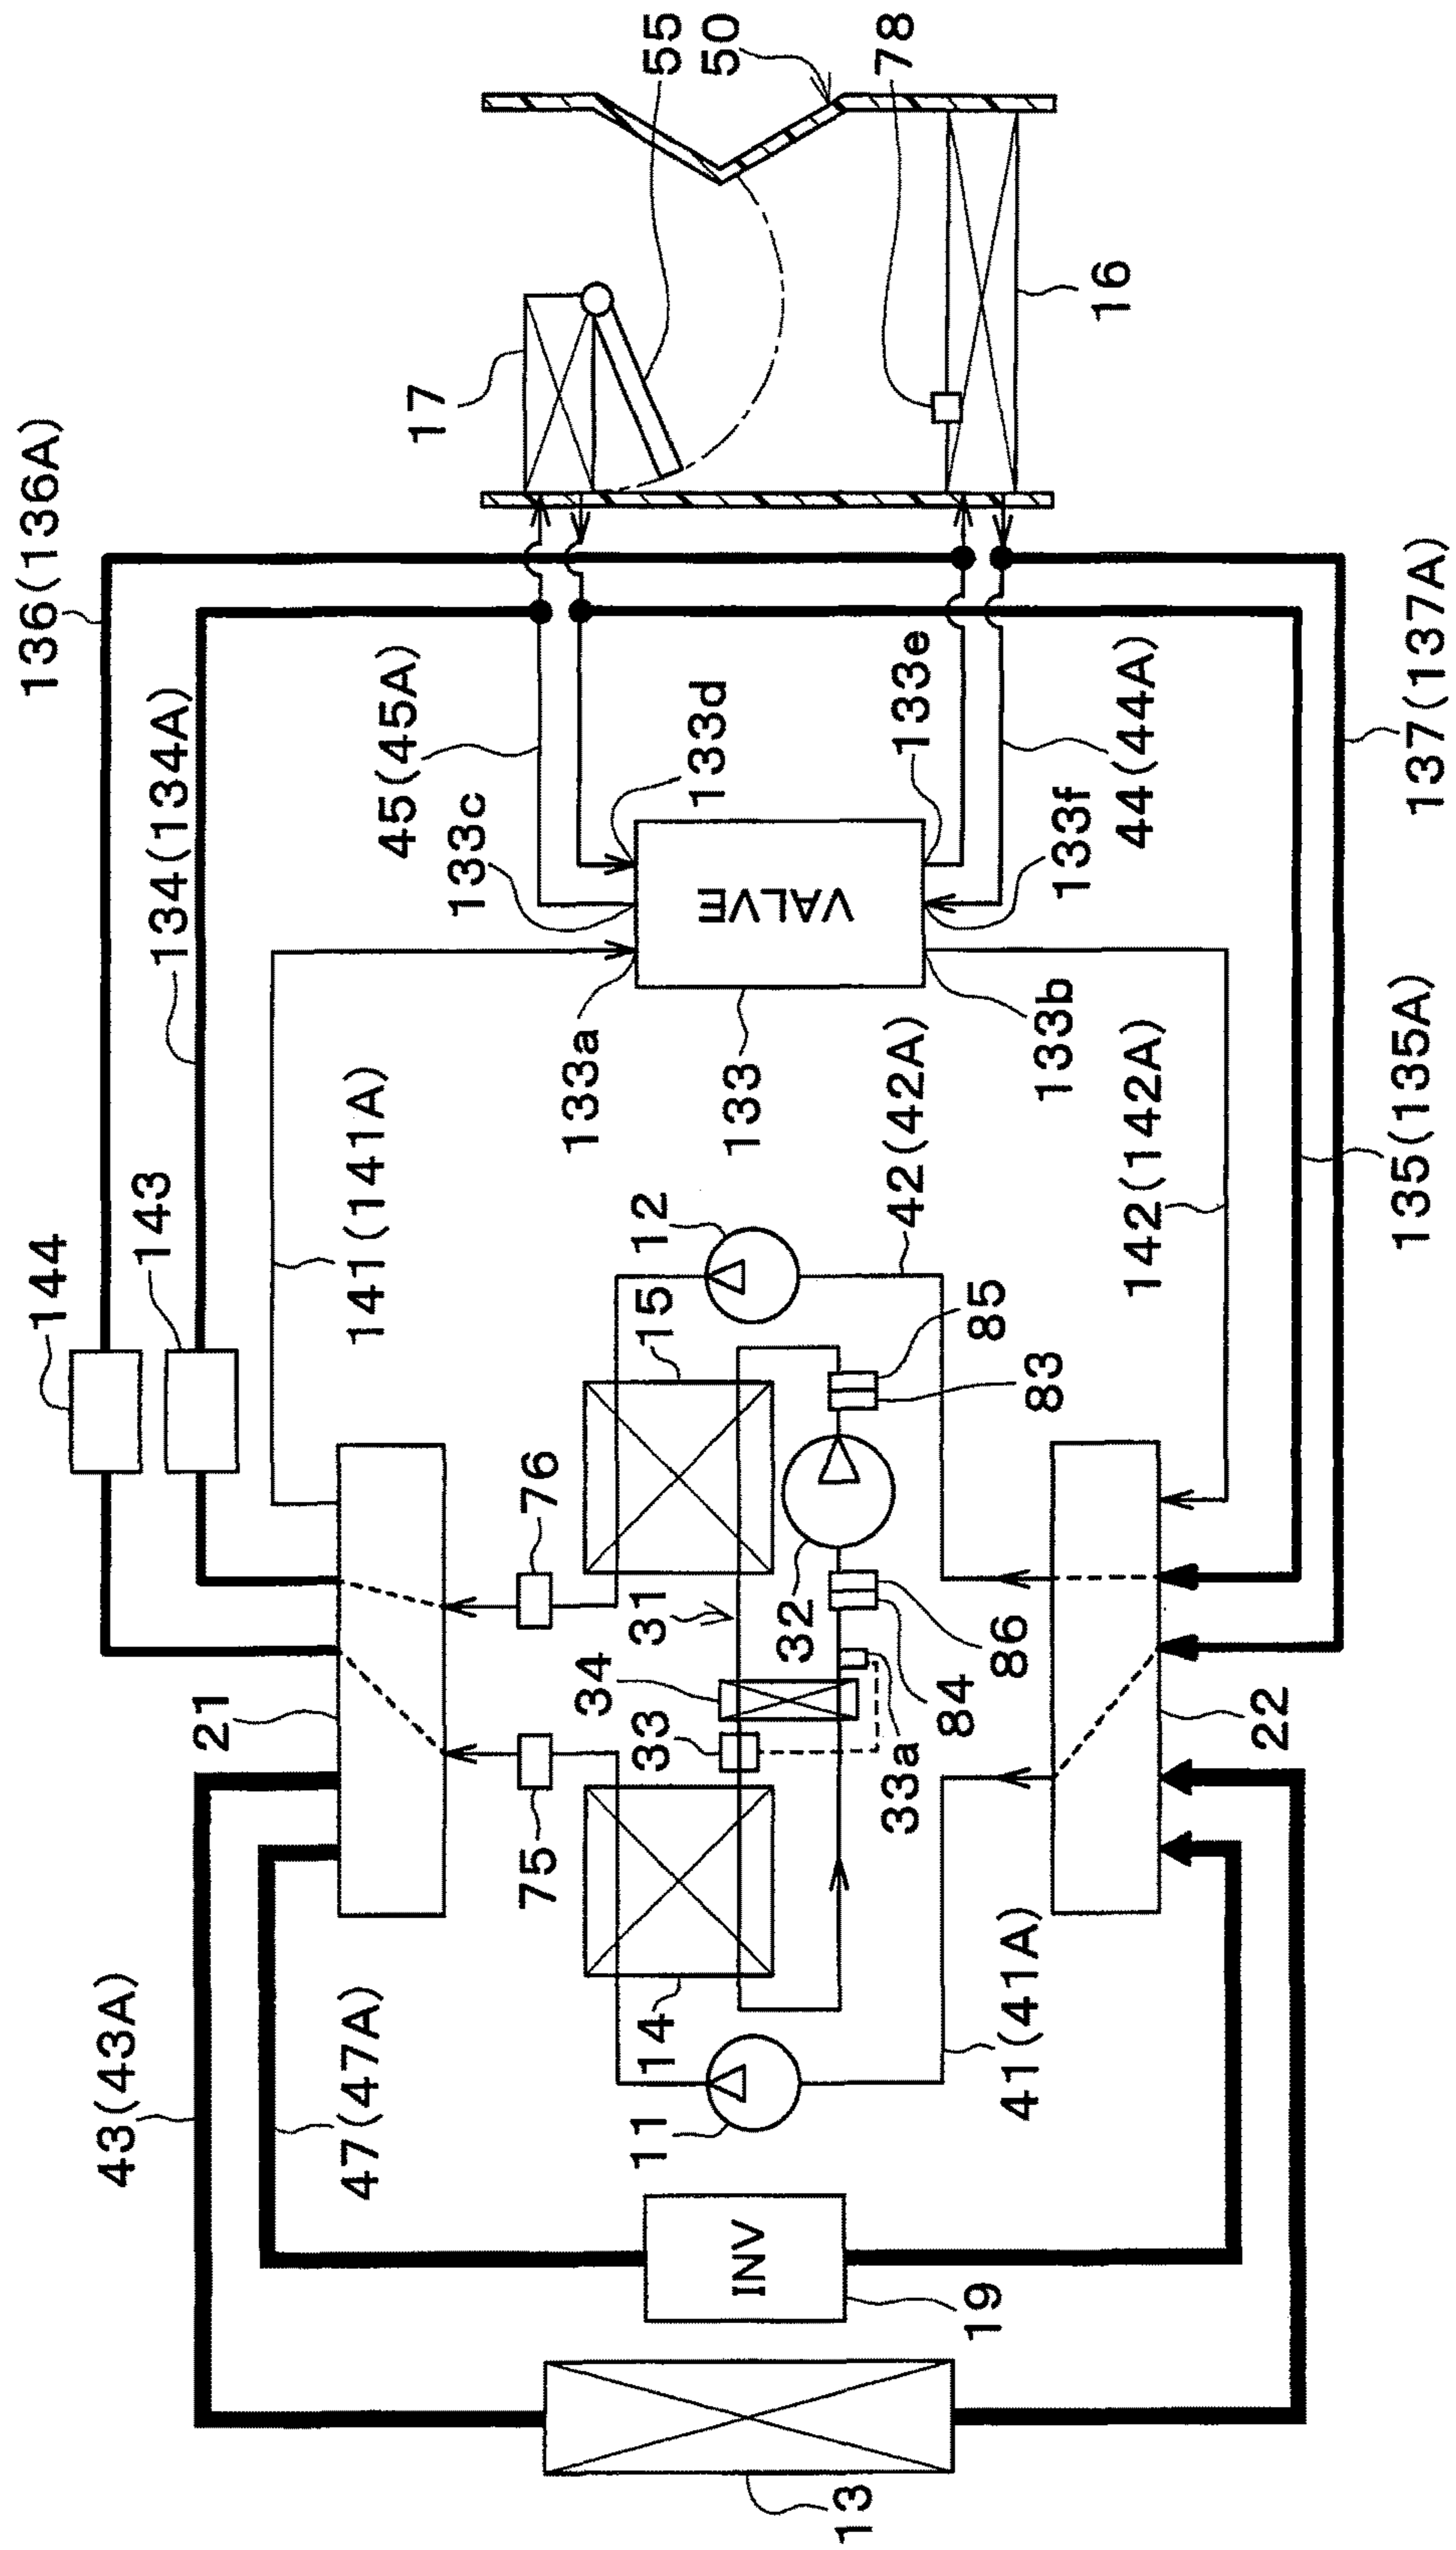 136(136A)
144
43(43A)
143
134(134A)
21
47(47A)
141(141A)
45(45A)
17
133c
75
76
133a
34
11
14
33
31
15
12
55
133d
50
INV
133
VALVE
32
13
33a
42(42A)
133e
78
84
19
85
86
41(41A)
83
133b
133f
16
44(44A)
142(142A)
22
135(135A)
137(137A)